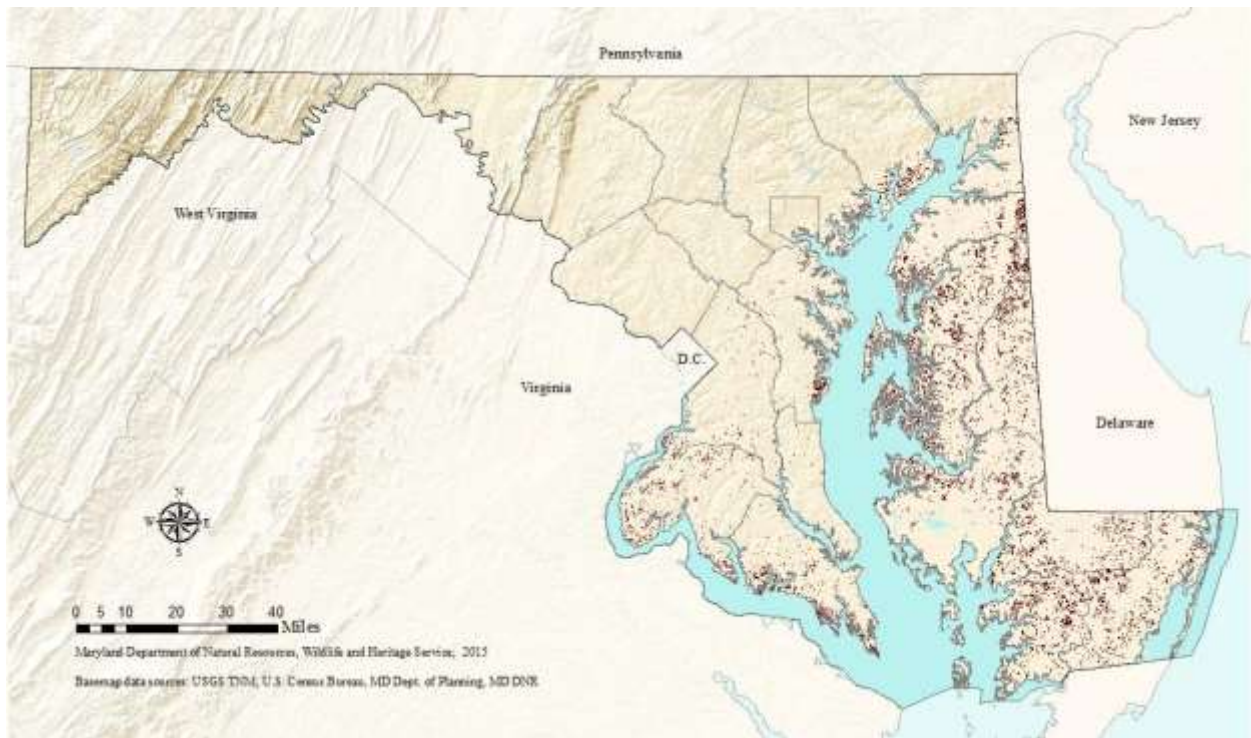 Pennsylvania
New Jersey
West Virginia
D.C.
Virginia
Delaware
N
W E
S
0 5 10 20 30 40
Miles
Maryland Department of Natural Resources, Wildlife and Heritage Service, 2015
Basemap data sources: USGS TNM, U.S. Census Bureau, MD Dept. of Planning, MD DNR